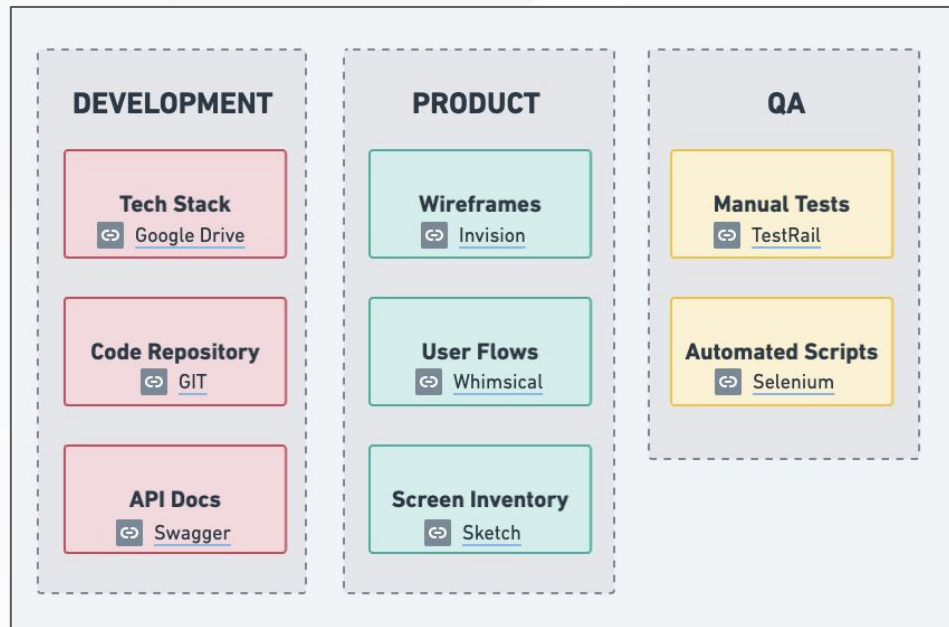 DEVELOPMENT
Tech Stack
Google Drive
Code Repository
GIT
API Docs
Swagger
PRODUCT
Wireframes
Invision
User Flows
Whimsical
Screen Inventory
Sketch
QA
Manual Tests
TestRail
Automated Scripts
Selenium